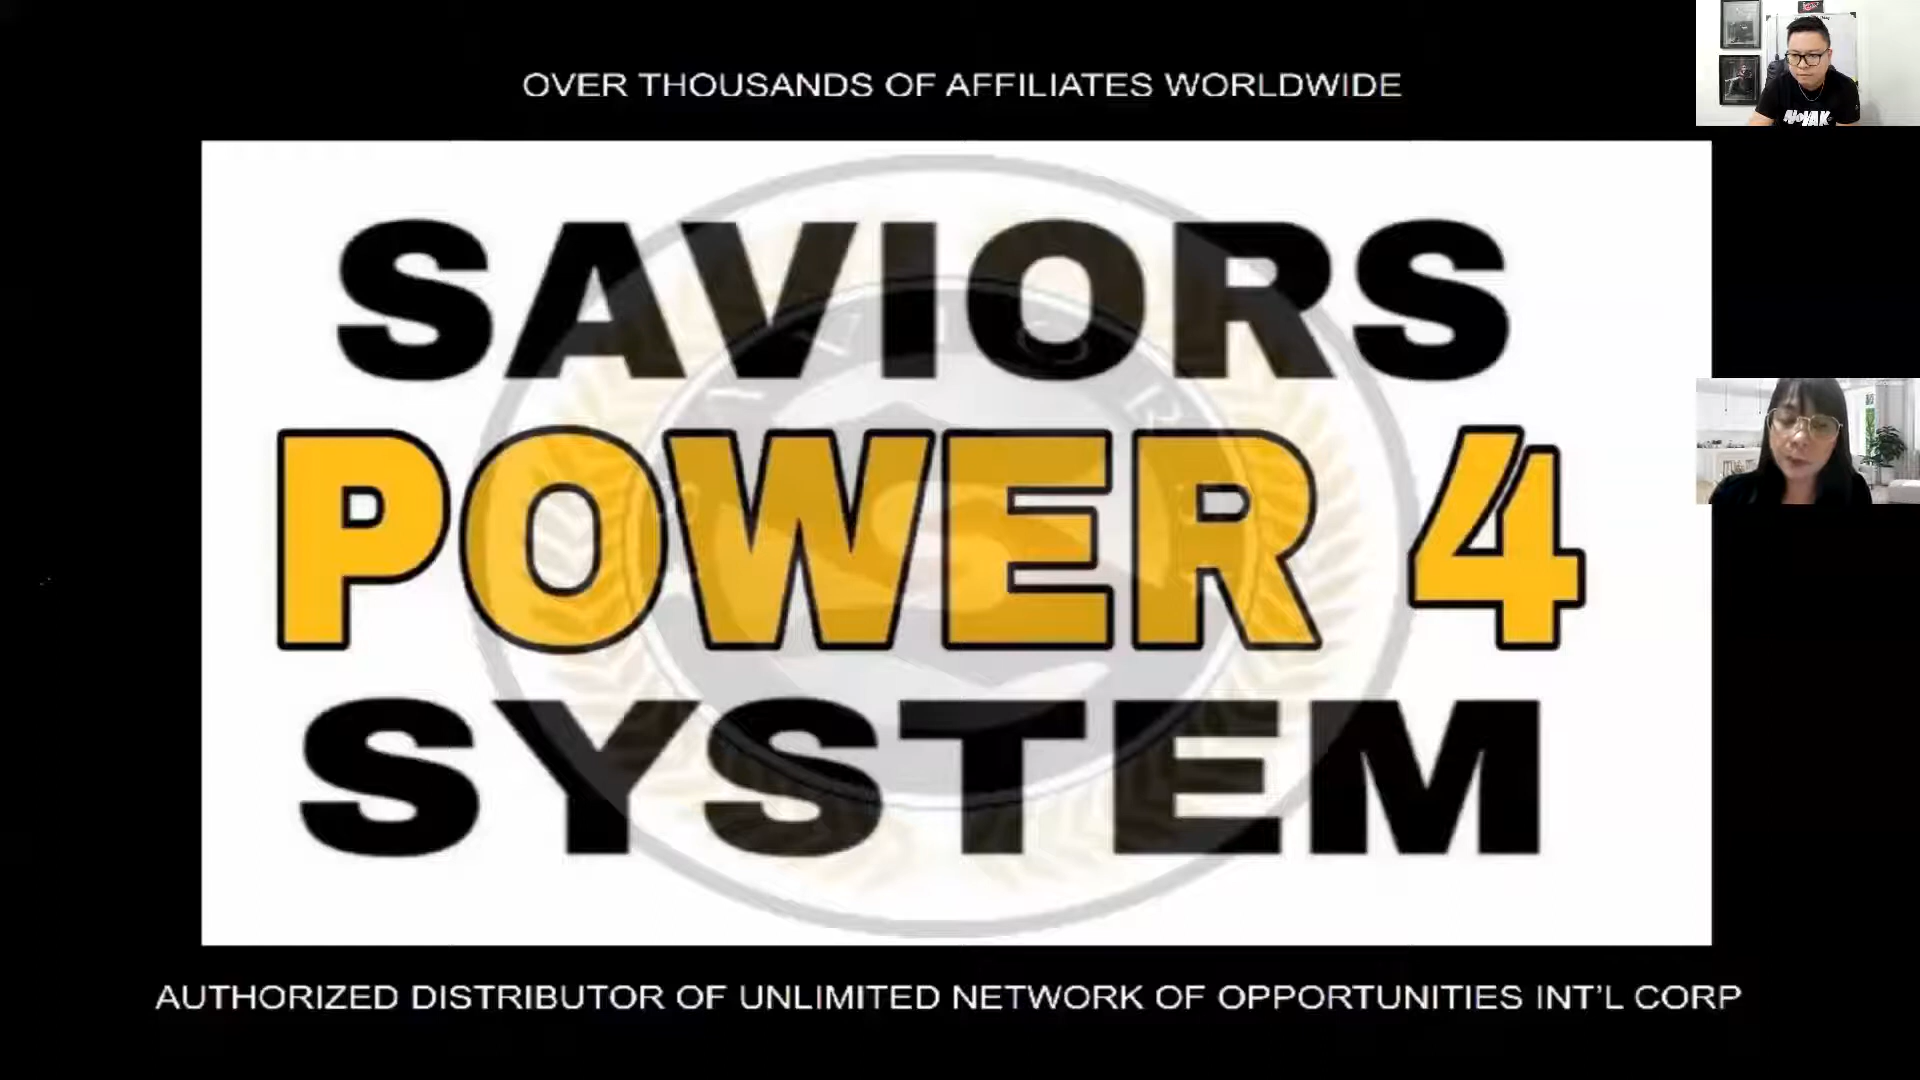 OVER THOUSANDS OF AFFILIATES WORLDWIDE
SAVIORS
POWER 4
SYSTEM
AUTHORIZED DISTRIBUTOR OF UNLIMITED NETWORK OF OPPORTUNITIES INT'L CORP